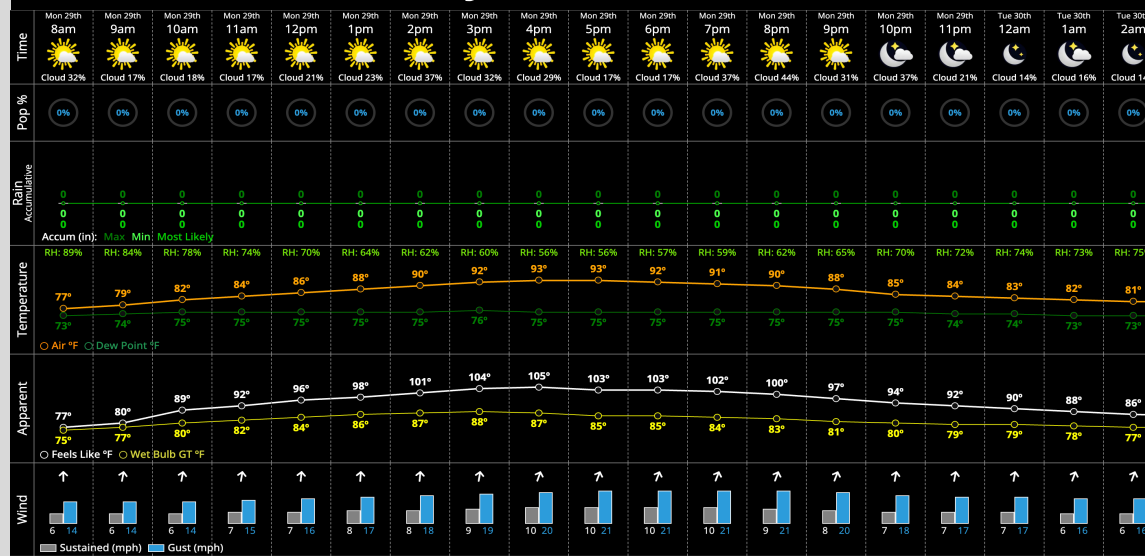 Mon 29th Mon 29th Mon 29th Mon 29th Mon 29th Mon 29th Mon 29th Mon 29th Mon 29th Mon 29th Mon 29th Mon 29th Mon 29th Mon 29th Mon 29th Mon 29th Tue 30th Tue 30th Tue 30th
Time 8am 9am 10am 11am 12pm 1pm 2pm 3pm 4pm 5pm 6pm 7pm 8pm 9pm 10pm 11pm 12am 1am 2am
Cloud 32% Cloud 17% Cloud 18% Cloud 17% Cloud 21% Cloud 23% Cloud 37% Cloud 32% Cloud 29% Cloud 17% Cloud 17% Cloud 37% Cloud 44% Cloud 31% Cloud 37% Cloud 21% Cloud 14% Cloud 16% Cloud
Pop % 0% 0% 0% 0% 0% 0% 0% 0% 0% 0% 0% 0% 0% 0% 0% 0% 0% 0% 0%
Rain
Accumulative
0 0 0 0 0 0 0 0 0 0 0 0 0 0 0 0 0 0 0
0 0 0 0 0 0 0 0 0 0 0 0 0 0 0 0 0 0 0
0 0 0 0 0 0 0 0 0 0 0 0 0 0 0 0 0 0 0
Accum (in): Max Min Most Likely
RH: 89% RH: 84% RH: 78% RH: 74% RH: 70% RH: 64% RH: 62% RH: 60% RH: 56% RH: 56% RH: 57% RH: 59% RH: 62% RH: 65% RH: 70% RH: 72% RH: 74% RH: 73% RH: 75
Temperature
77° 79° 82° 84° 86° 88° 90° 92° 93° 93° 92° 91° 90° 88° 85° 84° 83° 82° 81°
73° 74° 75° 75° 75° 75° 75° 76° 75° 75° 75° 75° 75° 75° 75° 74° 74° 73° 73°
Air °F Dew Point °F
Apparent
77° 80° 89° 92° 96° 98° 101° 104° 105° 103° 103° 102° 100° 97° 94° 92° 90° 88° 86°
75° 77° 80° 82° 84° 86° 87° 88° 87° 85° 85° 84° 83° 81° 80° 79° 79° 78° 77°
Feels Like °F Wet Bulb GT °F
Wind
6 14 6 14 6 14 7 15 7 16 8 17 8 18 9 19 10 20 10 21 10 21 10 21 9 21 8 20 7 18 7 17 7 17 6 16 6 16
Sustained (mph) Gust (mph)